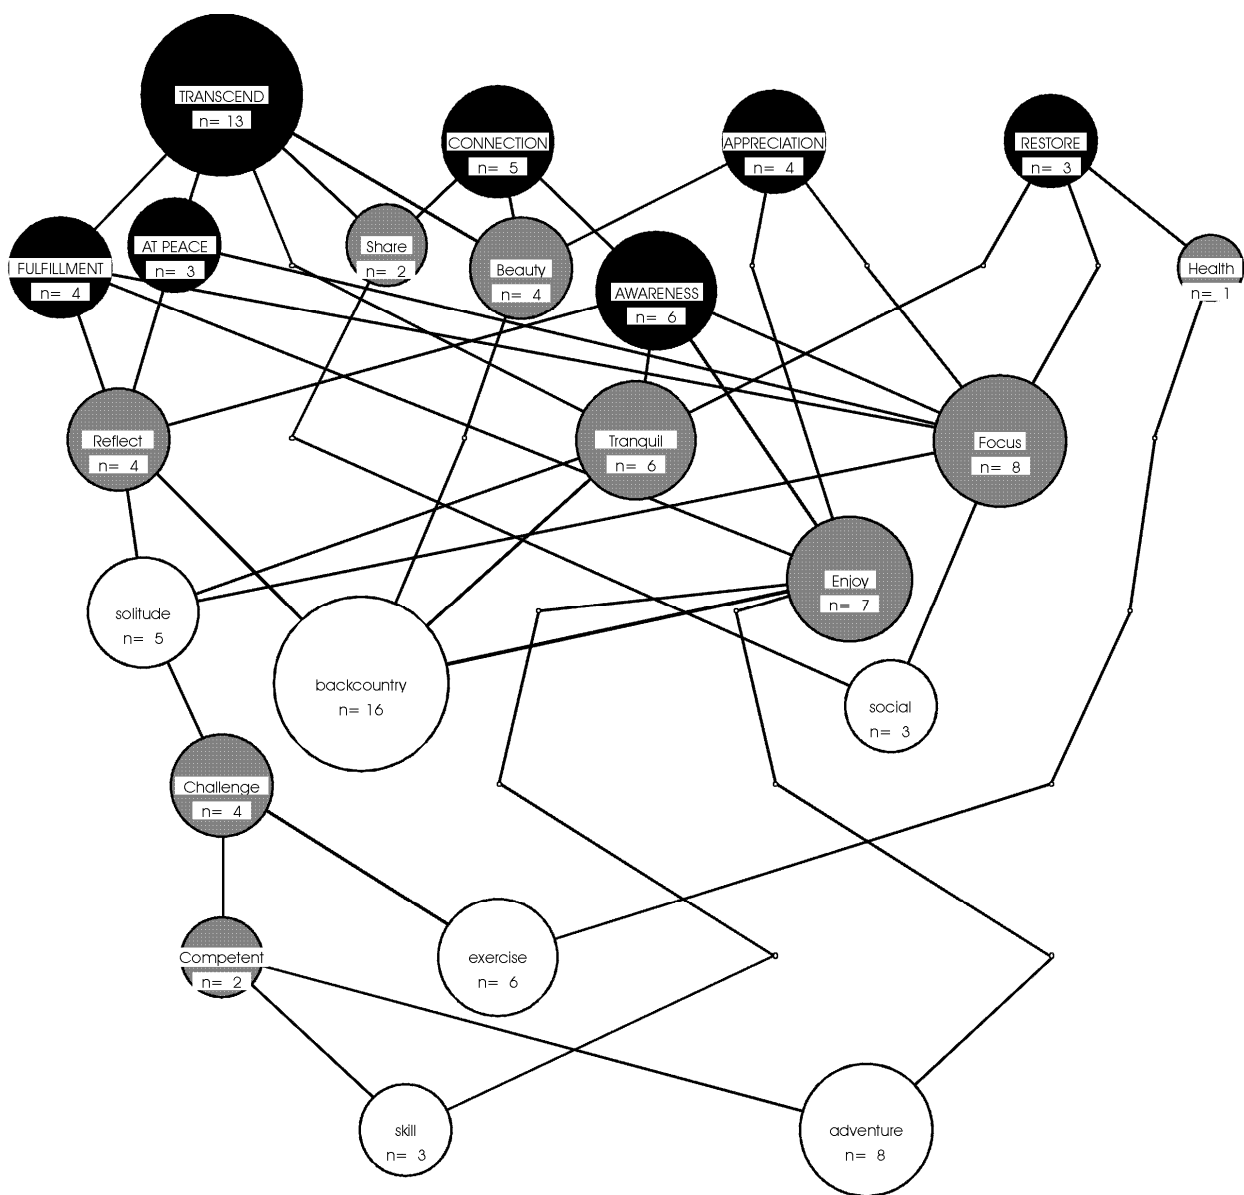 TRANSCEND
n= 13
CONNECTION
n= 5
APPRECIATION
n= 4
RESTORE
n= 3
FULFILLMENT
n= 4
AT PEACE
n= 3
Share
n= 2
Beauty
n= 4
AWARENESS
n= 6
Health
n= 1
Reflect
n= 4
Tranquil
n= 6
Focus
n= 8
solitude
n= 5
Enjoy
n= 7
backcountry
n= 16
social
n= 3
Challenge
n= 4
Competent
n= 2
exercise
n= 6
skill
n= 3
adventure
n= 8